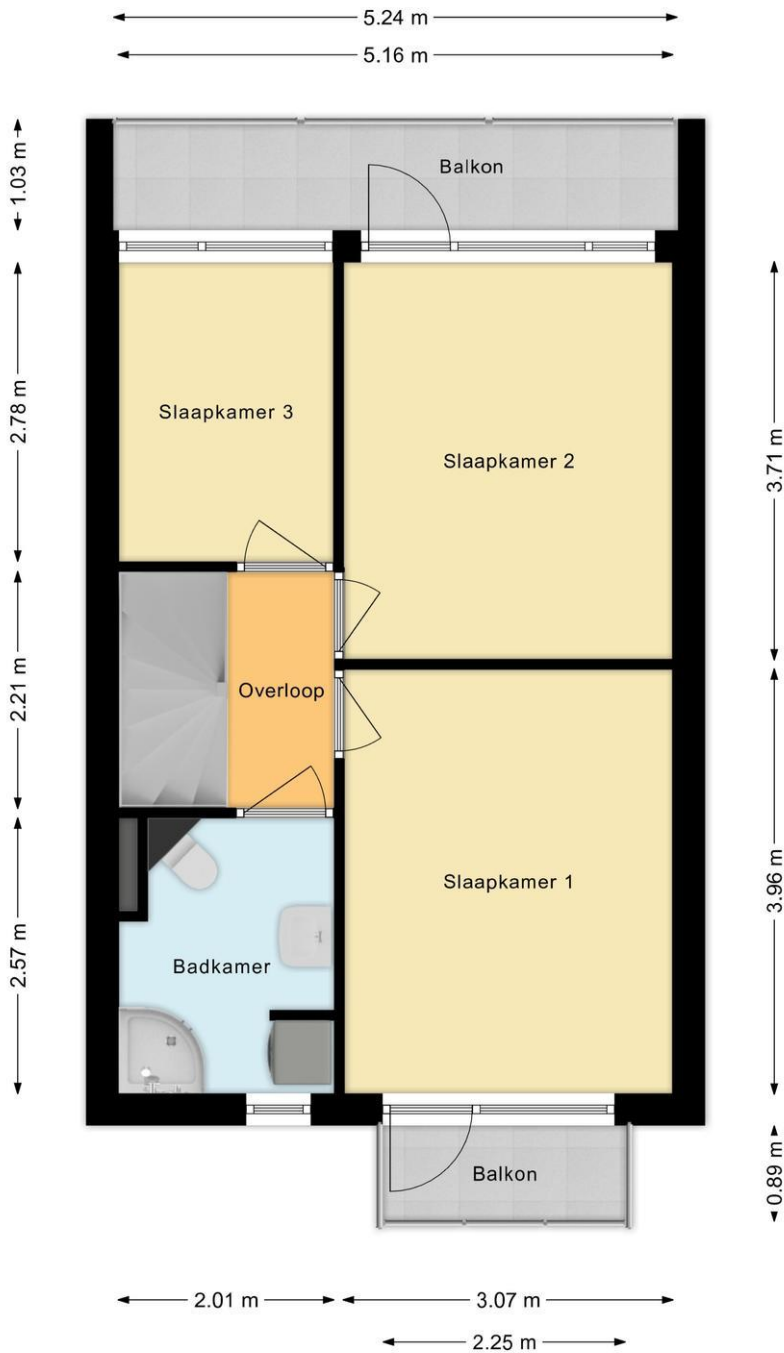 5.24 m
5.16 m
1.03 m
Balkon
2.78 m
Slaapkamer 3
Slaapkamer 2
3.71 m
2.21 m
Overloop
Slaapkamer 1
3.96 m
2.57 m
Badkamer
Balkon
0.89 m
2.01 m
3.07 m
2.25 m